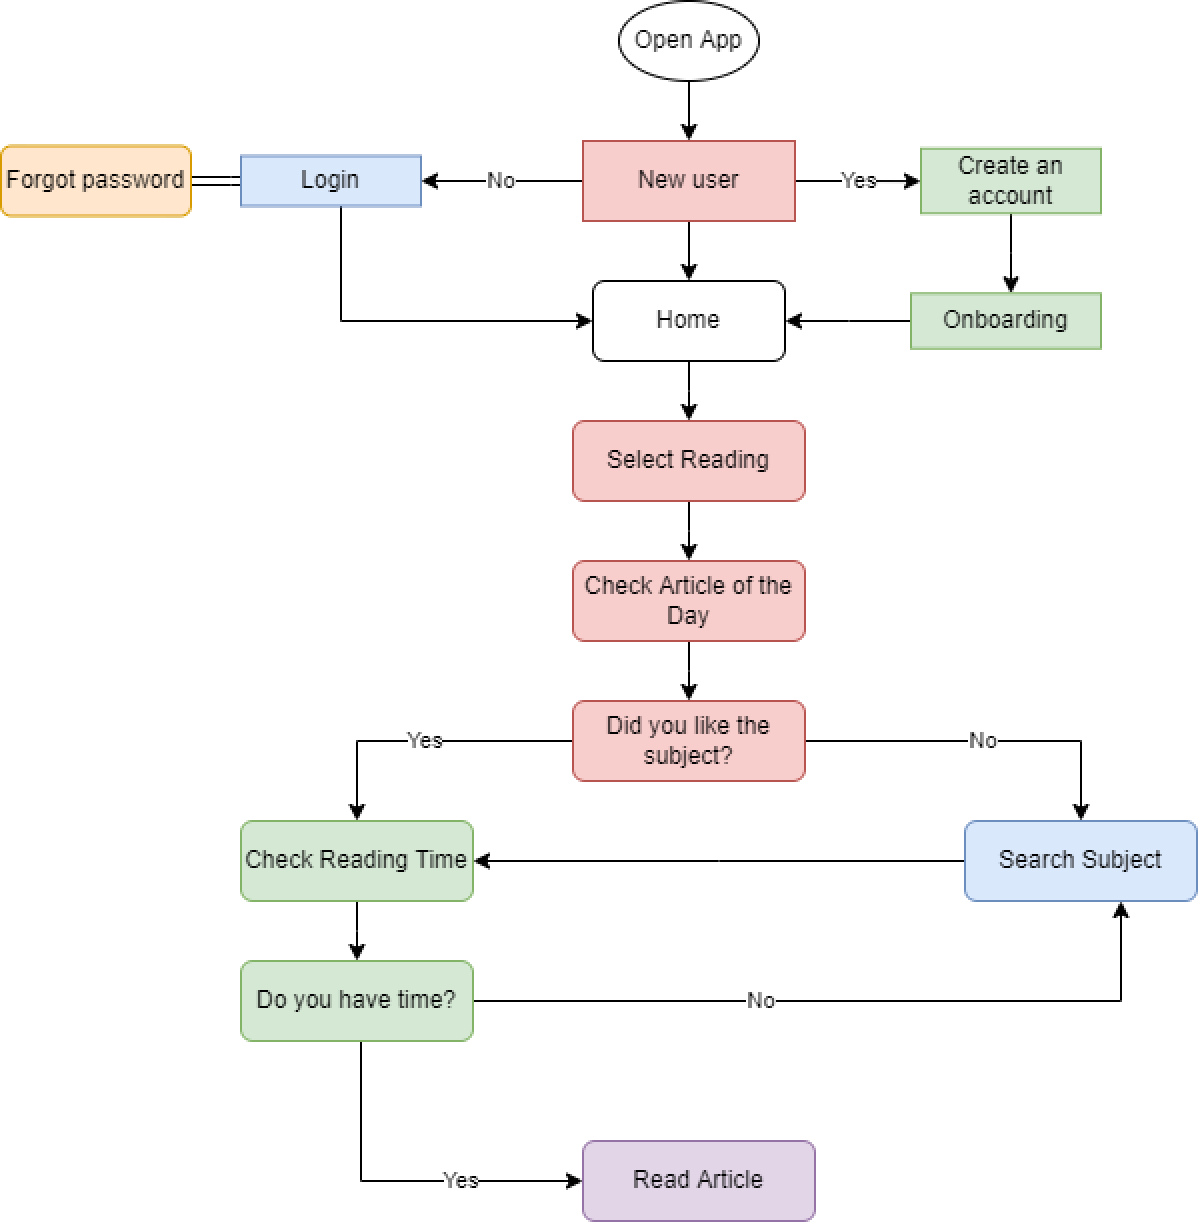 Open App
Forgot password
Login
No
New user
Yes
Create an
account
Home
Onboarding
Select Reading
Check Article of the
Day
Did you like the
subject?
Yes
No
Check Reading Time
Search Subject
Do you have time?
No
Yes
Read Article